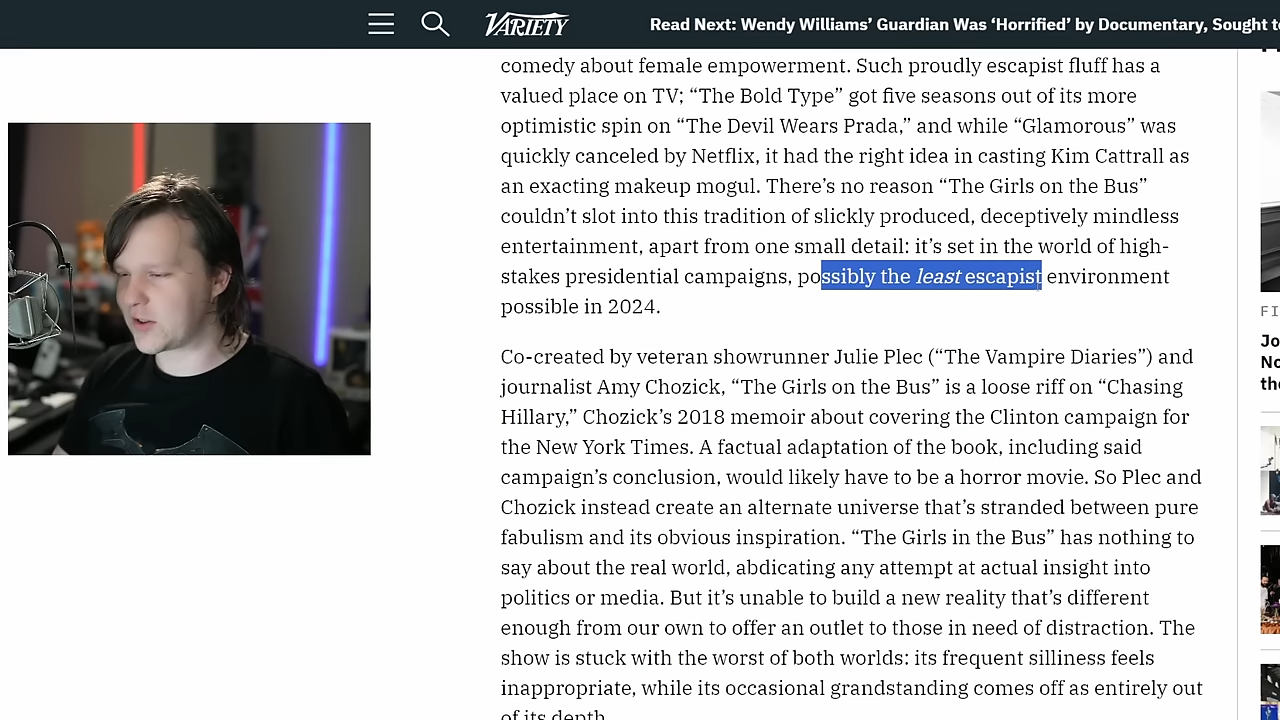 VARIETY
Read Next: Wendy Williams’ Guardian Was ‘Horrified’ by Documentary, Sought to
comedy about female empowerment. Such proudly escapist fluff has a
valued place on TV; “The Bold Type” got five seasons out of its more
optimistic spin on “The Devil Wears Prada,” and while “Glamorous” was
quickly canceled by Netflix, it had the right idea in casting Kim Cattrall as
an exacting makeup mogul. There’s no reason “The Girls on the Bus”
couldn’t slot into this tradition of slickly produced, deceptively mindless
entertainment, apart from one small detail: it’s set in the world of high-
stakes presidential campaigns, possibly the least escapist environment
possible in 2024.
Co-created by veteran showrunner Julie Plec (“The Vampire Diaries”) and
journalist Amy Chozick, “The Girls on the Bus” is a loose riff on “Chasing
Hillary,” Chozick’s 2018 memoir about covering the Clinton campaign for
the New York Times. A factual adaptation of the book, including said
campaign’s conclusion, would likely have to be a horror movie. So Plec and
Chozick instead create an alternate universe that’s stranded between pure
fabulism and its obvious inspiration. “The Girls in the Bus” has nothing to
say about the real world, abdicating any attempt at actual insight into
politics or media. But it’s unable to build a new reality that’s different
enough from our own to offer an outlet to those in need of distraction. The
show is stuck with the worst of both worlds: its frequent silliness feels
inappropriate, while its occasional grandstanding comes off as entirely out
of its depth.
FI
Jo
No
the